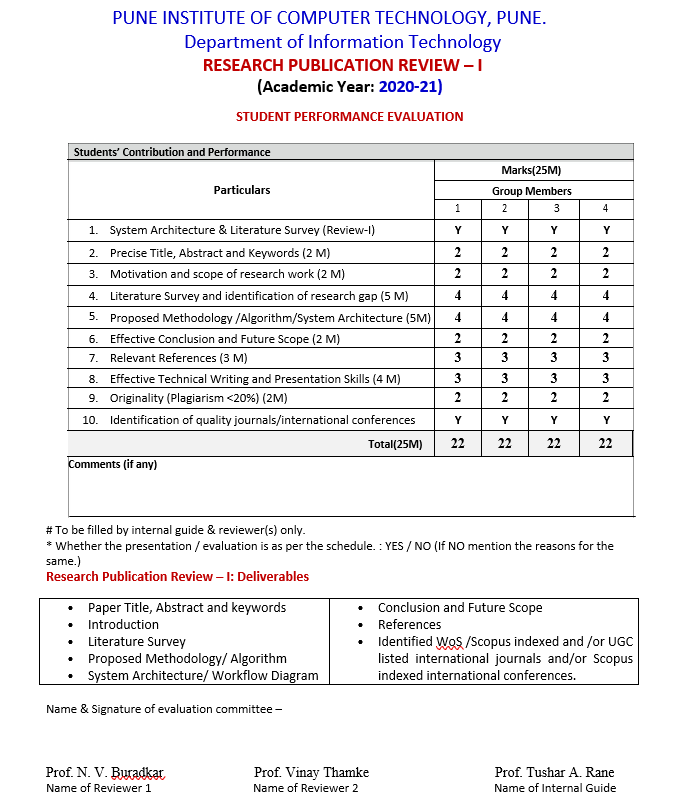 PUNE INSTITUTE OF COMPUTER TECHNOLOGY, PUNE.
Department of Information Technology
RESEARCH PUBLICATION REVIEW – I
(Academic Year: 2020-21)
STUDENT PERFORMANCE EVALUATION
Students' Contribution and Performance
Particulars Marks(25M)
Group Members
1 2 3 4
1. System Architecture & Literature Survey (Review-I) Y Y Y Y
2. Precise Title, Abstract and Keywords (2 M) 2 2 2 2
3. Motivation and scope of research work (2 M) 2 2 2 2
4. Literature Survey and identification of research gap (5 M) 4 4 4 4
5. Proposed Methodology /Algorithm/System Architecture (5M) 4 4 4 4
6. Effective Conclusion and Future Scope (2 M) 2 2 2 2
7. Relevant References (3 M) 3 3 3 3
8. Effective Technical Writing and Presentation Skills (4 M) 3 3 3 3
9. Originality (Plagiarism <20%) (2M) 2 2 2 2
10. Identification of quality journals/international conferences Y Y Y Y
Total(25M) 22 22 22 22
Comments (if any)
# To be filled by internal guide & reviewer(s) only.
* Whether the presentation / evaluation is as per the schedule. : YES / NO (If NO mention the reasons for the
same.)
Research Publication Review – I: Deliverables
• Paper Title, Abstract and keywords
• Introduction
• Literature Survey
• Proposed Methodology/ Algorithm
• System Architecture/ Workflow Diagram
• Conclusion and Future Scope
• References
• Identified WoS /Scopus indexed and /or UGC
listed international journals and/or Scopus
indexed international conferences.
Name & Signature of evaluation committee –
Prof. N. V. Buradkar Prof. Vinay Thamke Prof. Tushar A. Rane
Name of Reviewer 1 Name of Reviewer 2 Name of Internal Guide